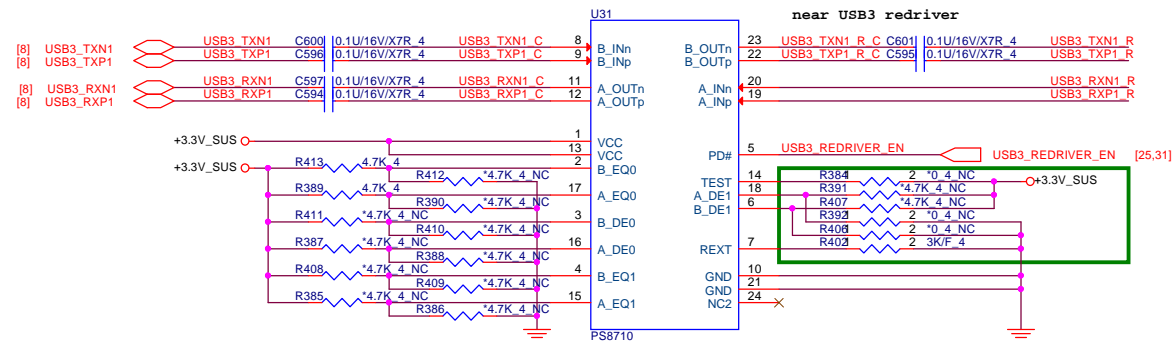 U31 near USB3 redriver
[8] USB3_TXN1 USB3_TXN1 C600 0.1U/16V/X7R_4 USB3_TXN1_C 8 B_INn B_OUTn 23 USB3_TXN1_R_C C601 0.1U/16V/X7R_4 USB3_TXN1_R
[8] USB3_TXP1 USB3_TXP1 C596 0.1U/16V/X7R_4 USB3_TXP1_C 9 B_INp B_OUTp 22 USB3_TXP1_R_C C595 0.1U/16V/X7R_4 USB3_TXP1_R
[8] USB3_RXN1 USB3_RXN1 C597 0.1U/16V/X7R_4 USB3_RXN1_C 11 A_OUTn A_INn 20 USB3_RXN1_R
[8] USB3_RXP1 USB3_RXP1 C594 0.1U/16V/X7R_4 USB3_RXP1_C 12 A_OUTp A_INp 19 USB3_RXP1_R
+3.3V_SUS 1 VCC
13 VCC PD# 5 USB3_REDRIVER_EN USB3_REDRIVER_EN [25,31]
+3.3V_SUS R413 4.7K_4 2 B_EQ0
R412 *4.7K_4_NC TEST 14 R384 1 2 *0_4_NC +3.3V_SUS
R389 4.7K_4 17 A_EQ0 A_DE1 18 R391 *4.7K_4_NC
R390 *4.7K_4_NC B_DE1 6 R407 *4.7K_4_NC
R411 *4.7K_4_NC 3 B_DE0 R392 1 2 *0_4_NC
R410 *4.7K_4_NC R406 1 2 *0_4_NC
R387 *4.7K_4_NC 16 A_DE0 REXT 7 R402 1 2 3K/F_4
R388 *4.7K_4_NC
R408 *4.7K_4_NC 4 B_EQ1 GND 10
R409 *4.7K_4_NC GND 21
R385 *4.7K_4_NC 15 A_EQ1 NC2 24
R386 *4.7K_4_NC
PS8710